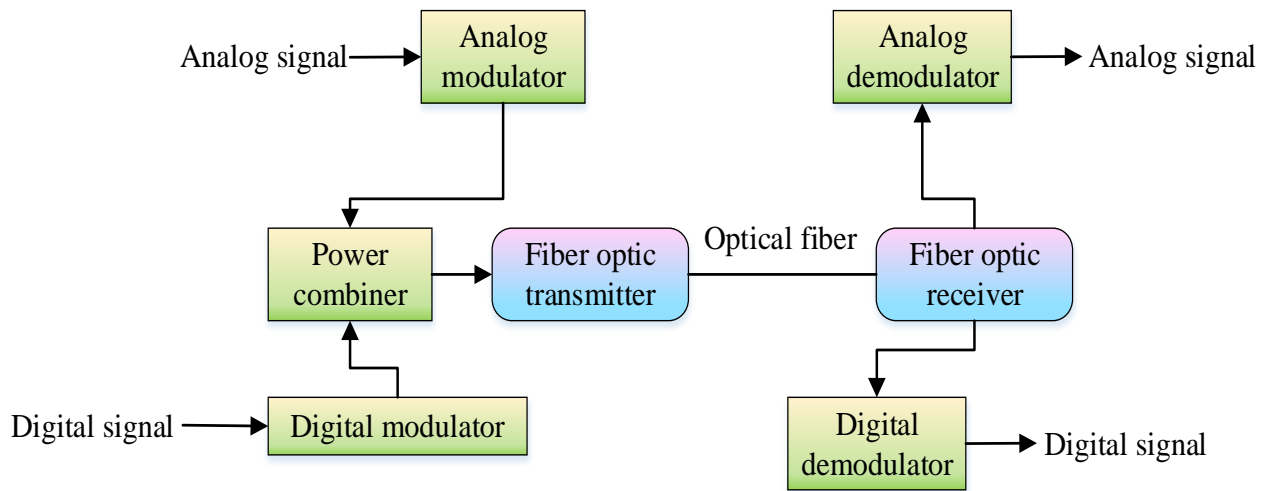 Analog signal
Analog
modulator
Analog
demodulator
Analog signal
Power
combiner
Fiber optic
transmitter
Optical fiber
Fiber optic
receiver
Digital signal
Digital modulator
Digital
demodulator
Digital signal